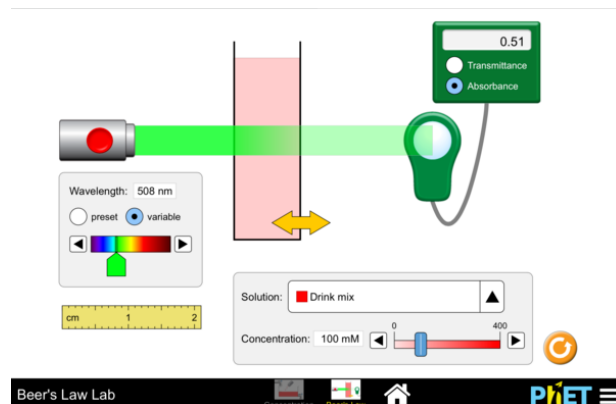 0.51
Transmittance
Absorbance
Wavelength: 508 nm
preset variable
cm 1 2
Solution: Drink mix
0 400
Concentration: 100 mM
Beer's Law Lab
PhET